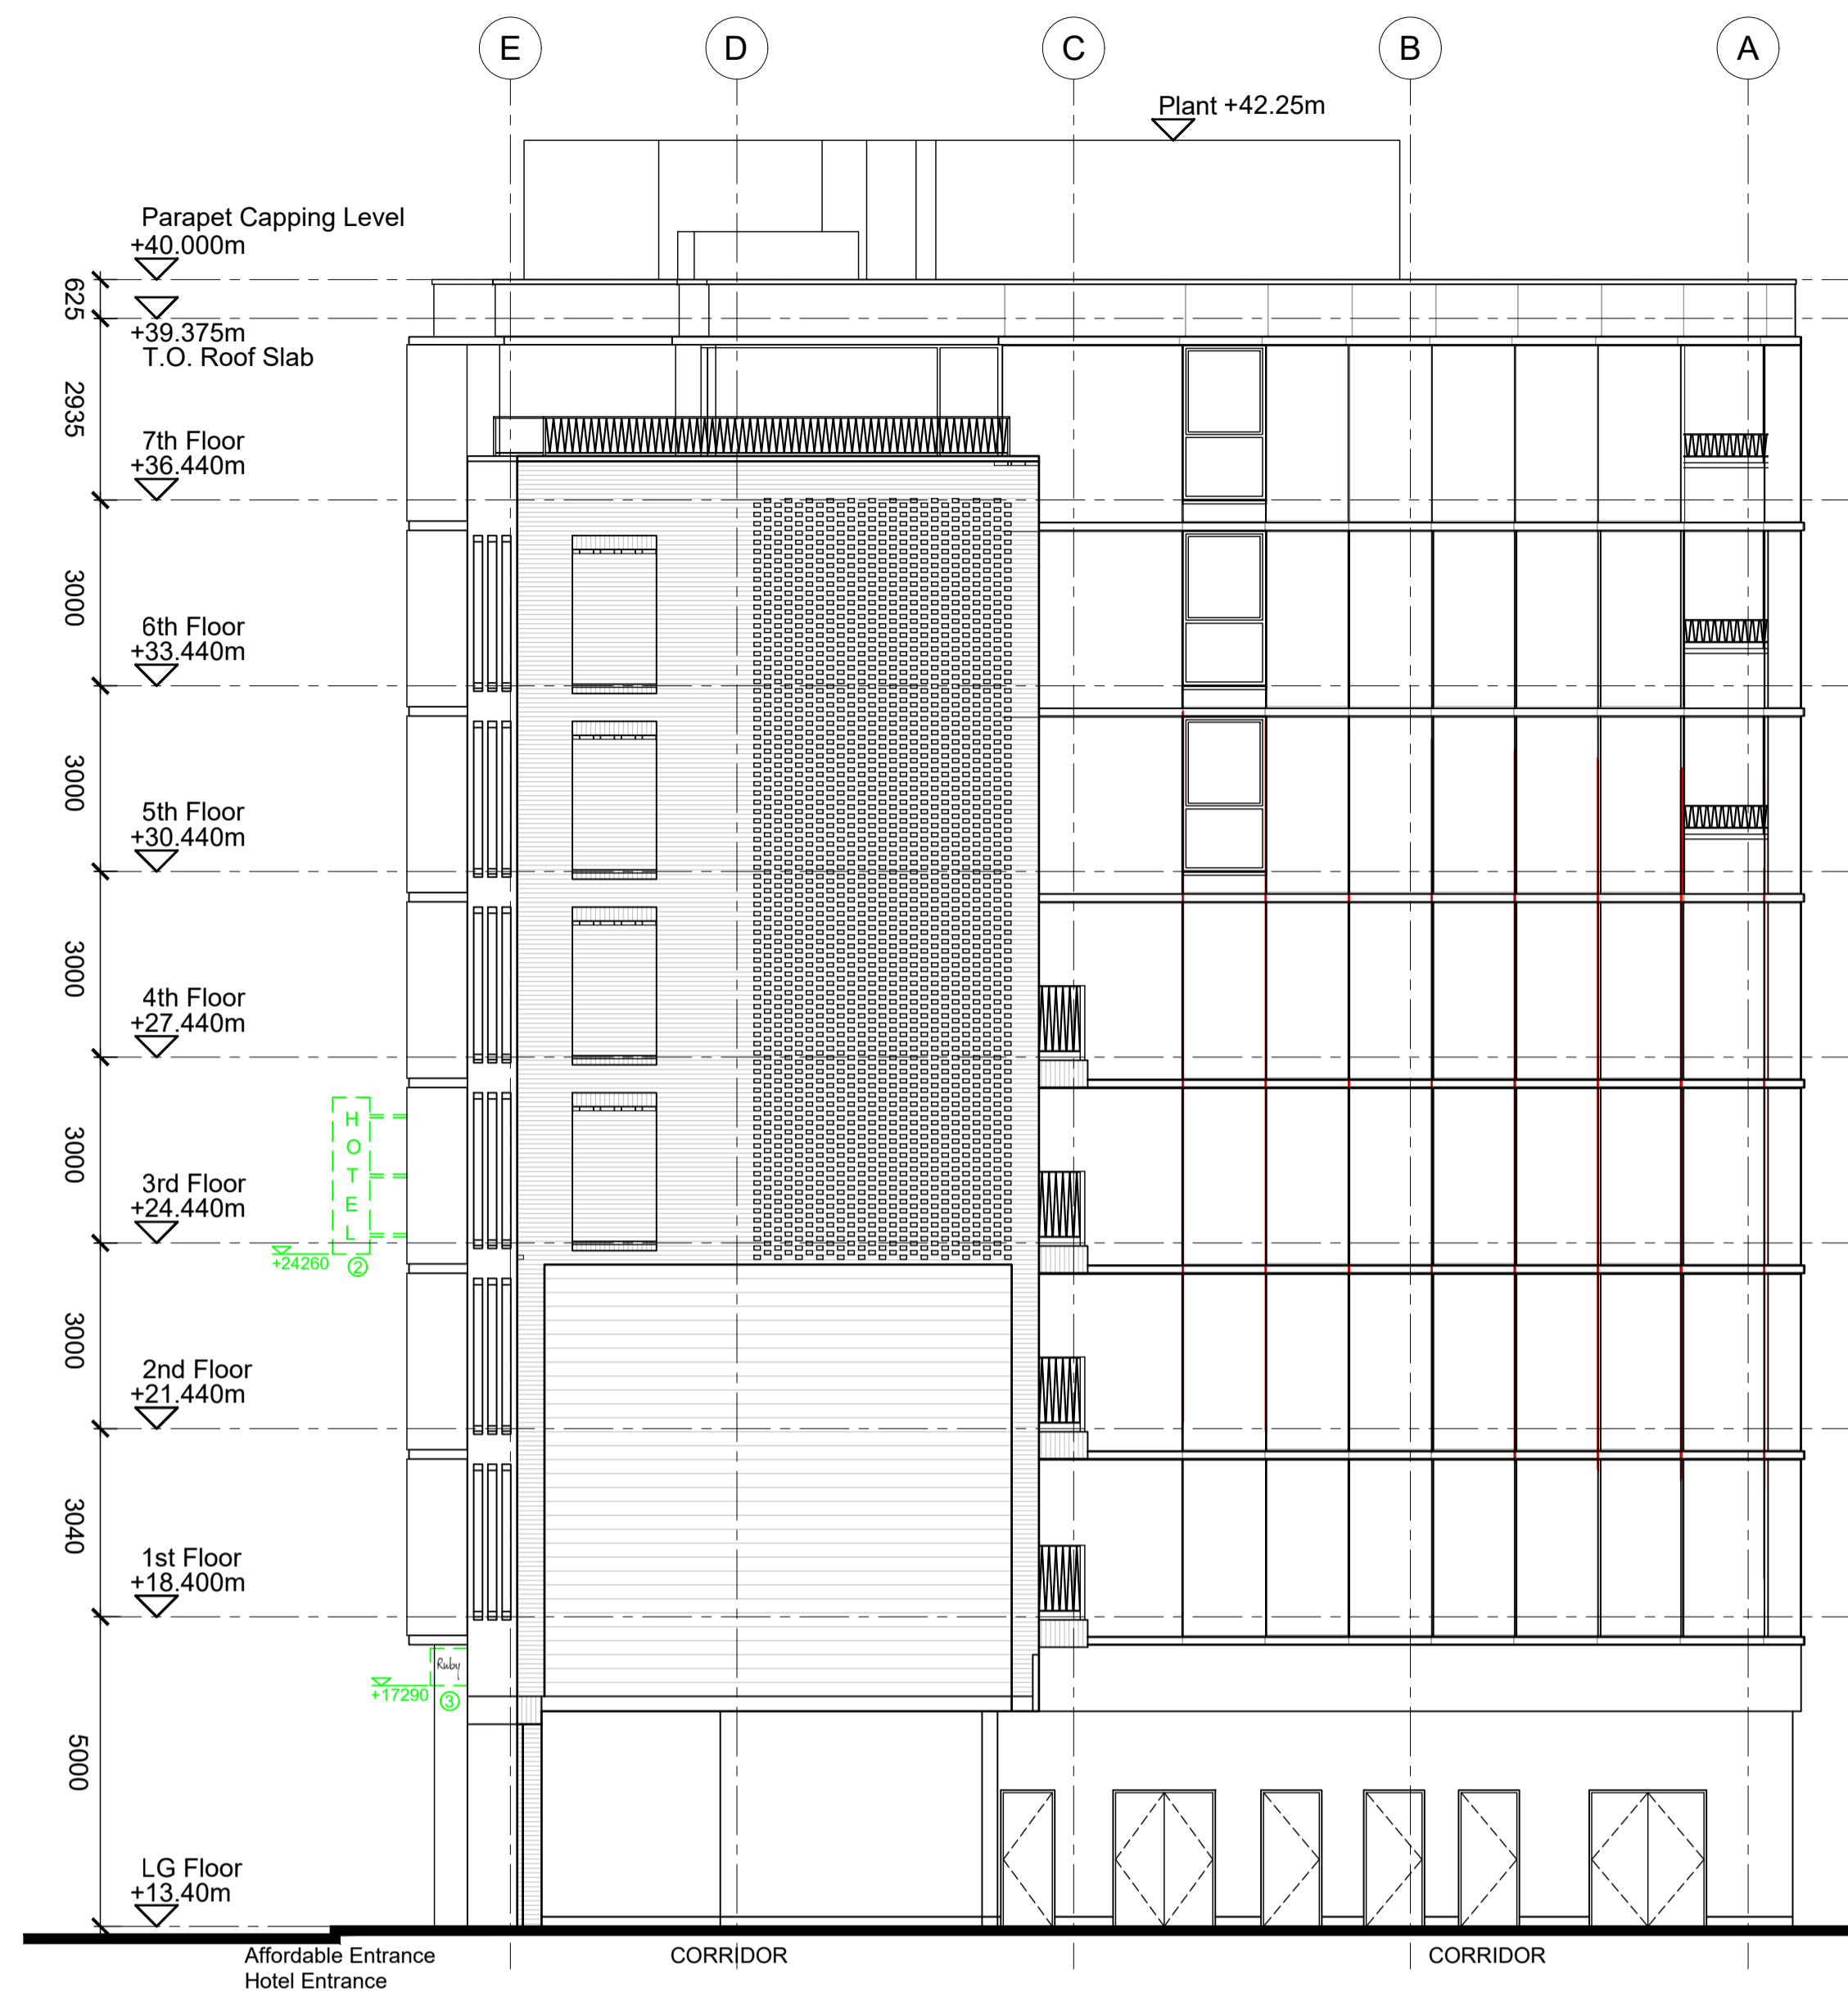 E
D
C
B
A
Plant +42.25m
Parapet Capping Level
+40.000m
625
+39.375m
T.O. Roof Slab
2935
7th Floor
+36.440m
3000
6th Floor
+33.440m
3000
5th Floor
+30.440m
3000
4th Floor
+27.440m
3000
HOTEL
3rd Floor
+24.440m
+24260
2
3000
2nd Floor
+21.440m
3040
1st Floor
+18.400m
Ruby
+17290
3
5000
LG Floor
+13.40m
Affordable Entrance
Hotel Entrance
CORRIDOR
CORRIDOR